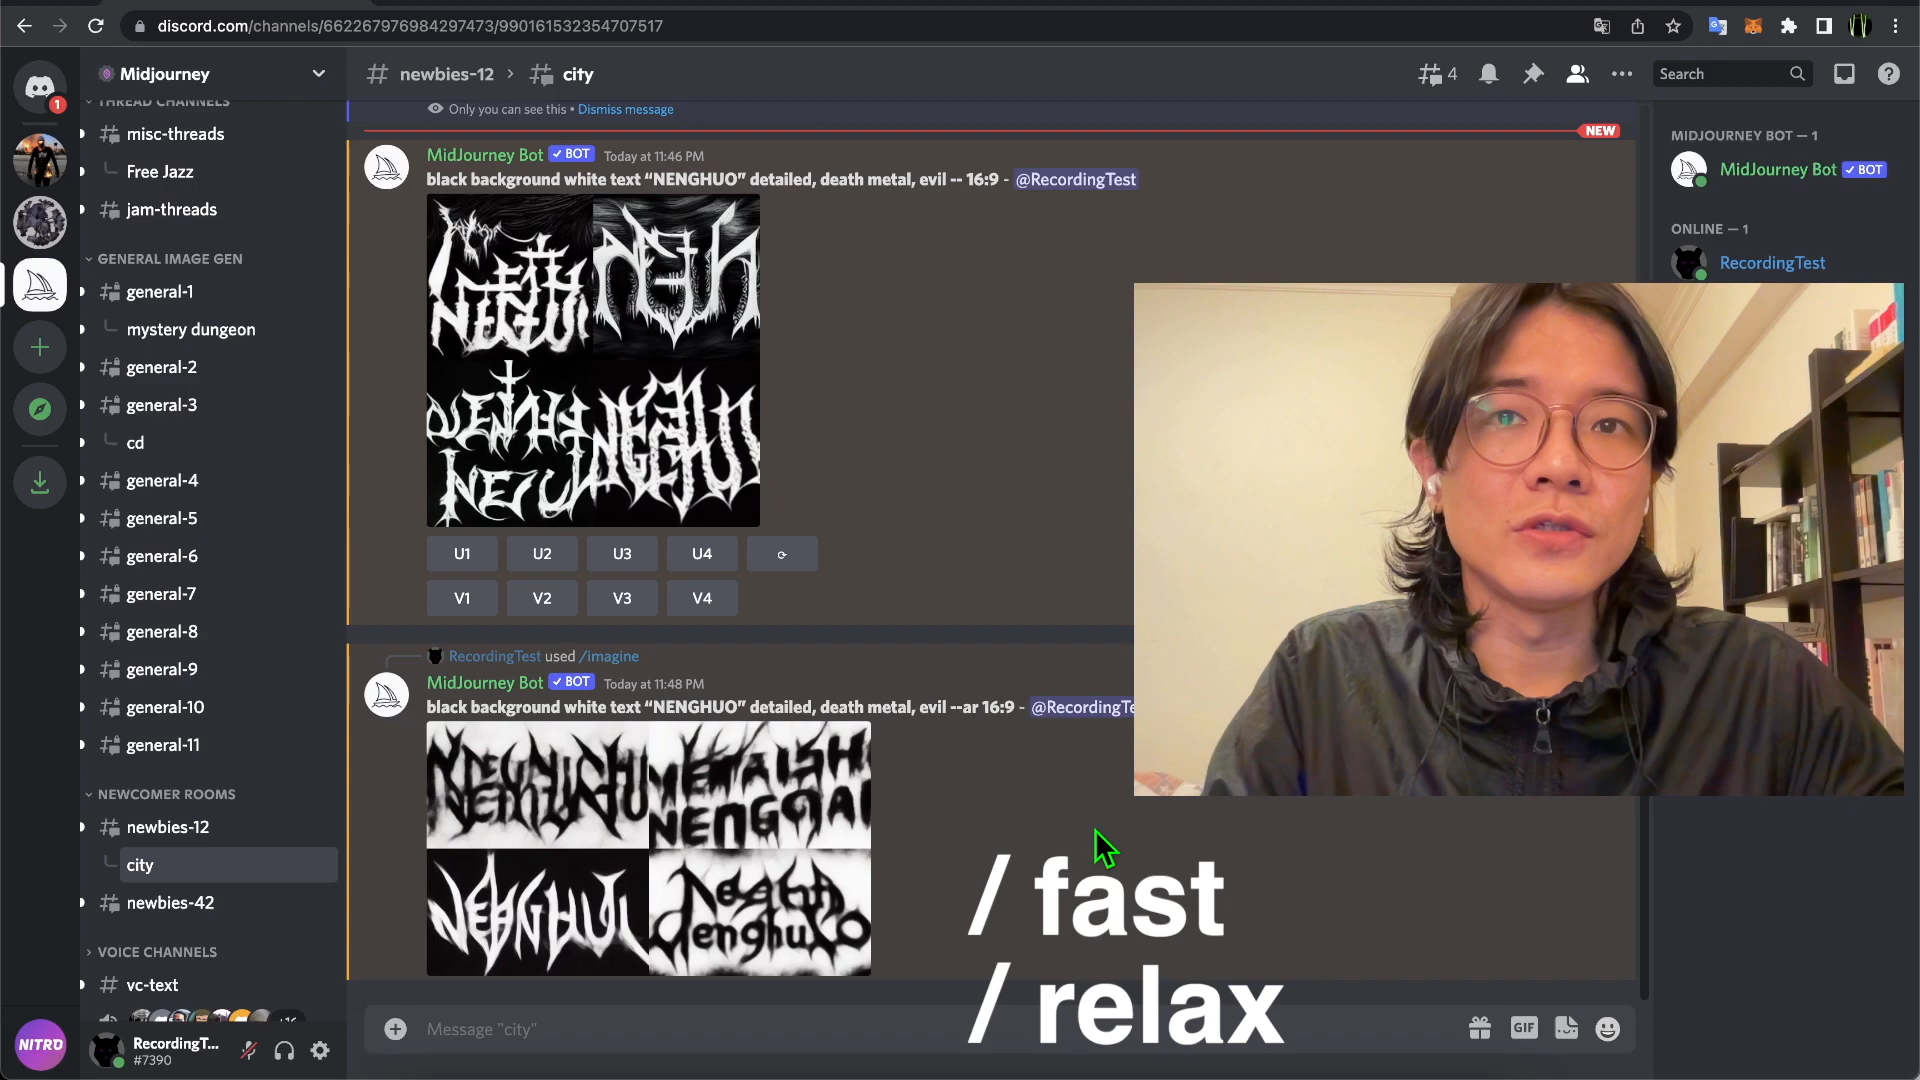 discord.com/channels/662267976984297473/990161532354707517
Midjourney
newbies-12 > city
4
Search
1
THREAD CHANNELS
misc-threads
Free Jazz
jam-threads
GENERAL IMAGE GEN
general-1
mystery dungeon
general-2
general-3
cd
general-4
general-5
general-6
general-7
general-8
general-9
general-10
general-11
NEWCOMER ROOMS
newbies-12
city
newbies-42
VOICE CHANNELS
vc-text
+16
NITRO
RecordingT...
#7390
Only you can see this • Dismiss message
NEW
MidJourney Bot ✓ BOT Today at 11:46 PM
black background white text “NENGHUO” detailed, death metal, evil -- 16:9 - @RecordingTest
U1 U2 U3 U4
V1 V2 V3 V4
RecordingTest used /imagine
MidJourney Bot ✓ BOT Today at 11:48 PM
black background white text “NENGHUO” detailed, death metal, evil --ar 16:9 - @RecordingTe
Message "city"
GIF
MIDJOURNEY BOT — 1
MidJourney Bot ✓ BOT
ONLINE — 1
RecordingTest
/ fast
/ relax